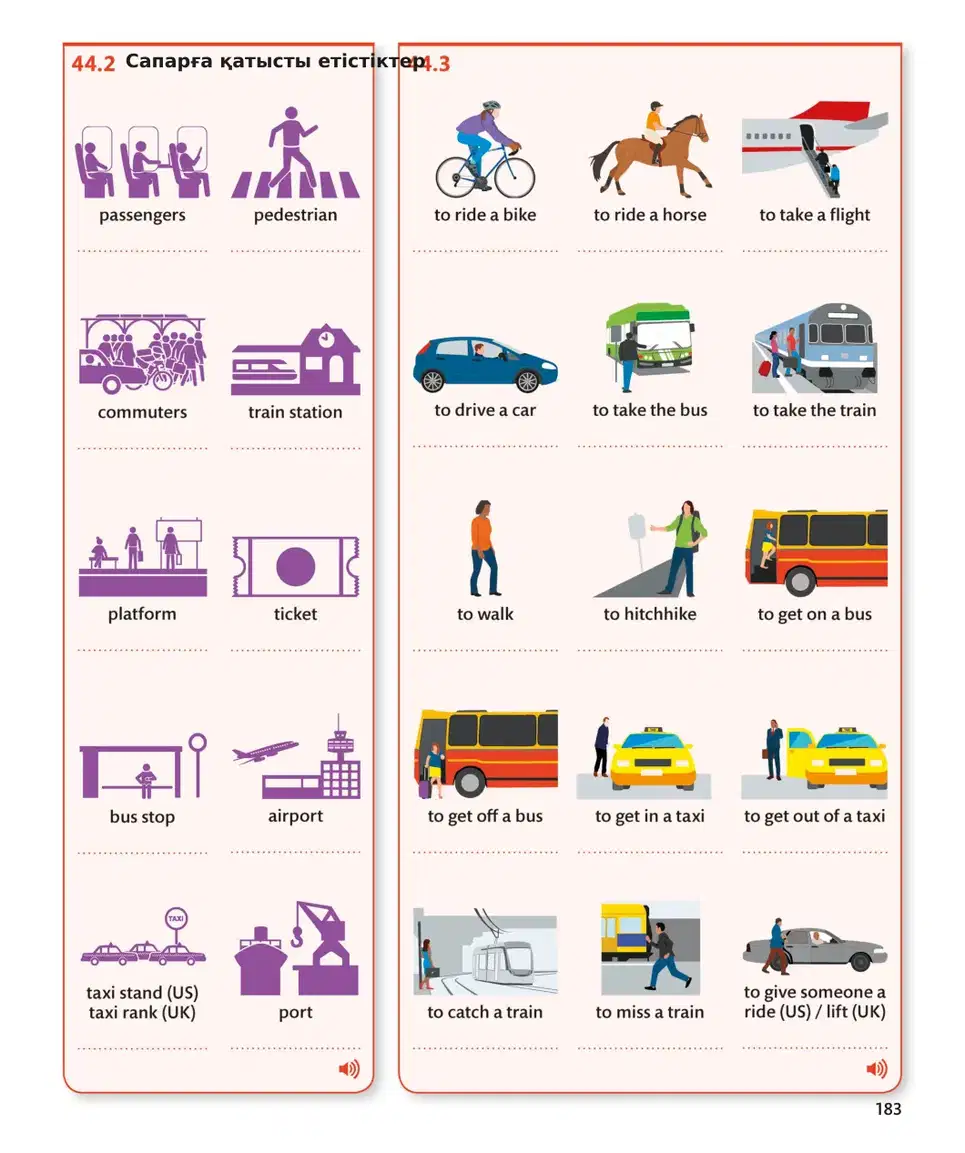 44.2 Сапарға қатысты етістіктер
passengers
pedestrian
commuters
train station
platform
ticket
bus stop
airport
TAXI
taxi stand (US)
taxi rank (UK)
port
44.3
to ride a bike
to ride a horse
to take a flight
to drive a car
to take the bus
to take the train
to walk
to hitchhike
to get on a bus
to get off a bus
to get in a taxi
to get out of a taxi
to catch a train
to miss a train
to give someone a
ride (US) / lift (UK)
183